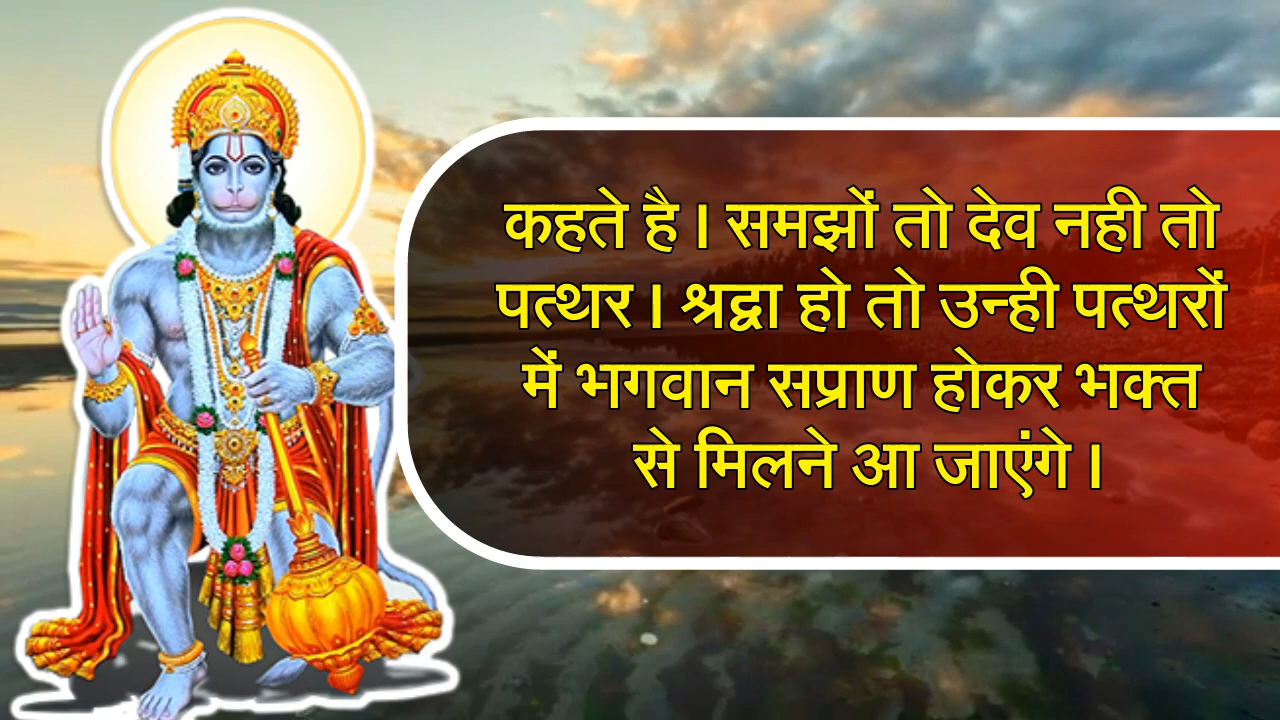 कहते है । समझों तो देव नही तो
पत्थर । श्रद्वा हो तो उन्ही पत्थरों
में भगवान सप्राण होकर भक्त
से मिलने आ जाएंगे ।